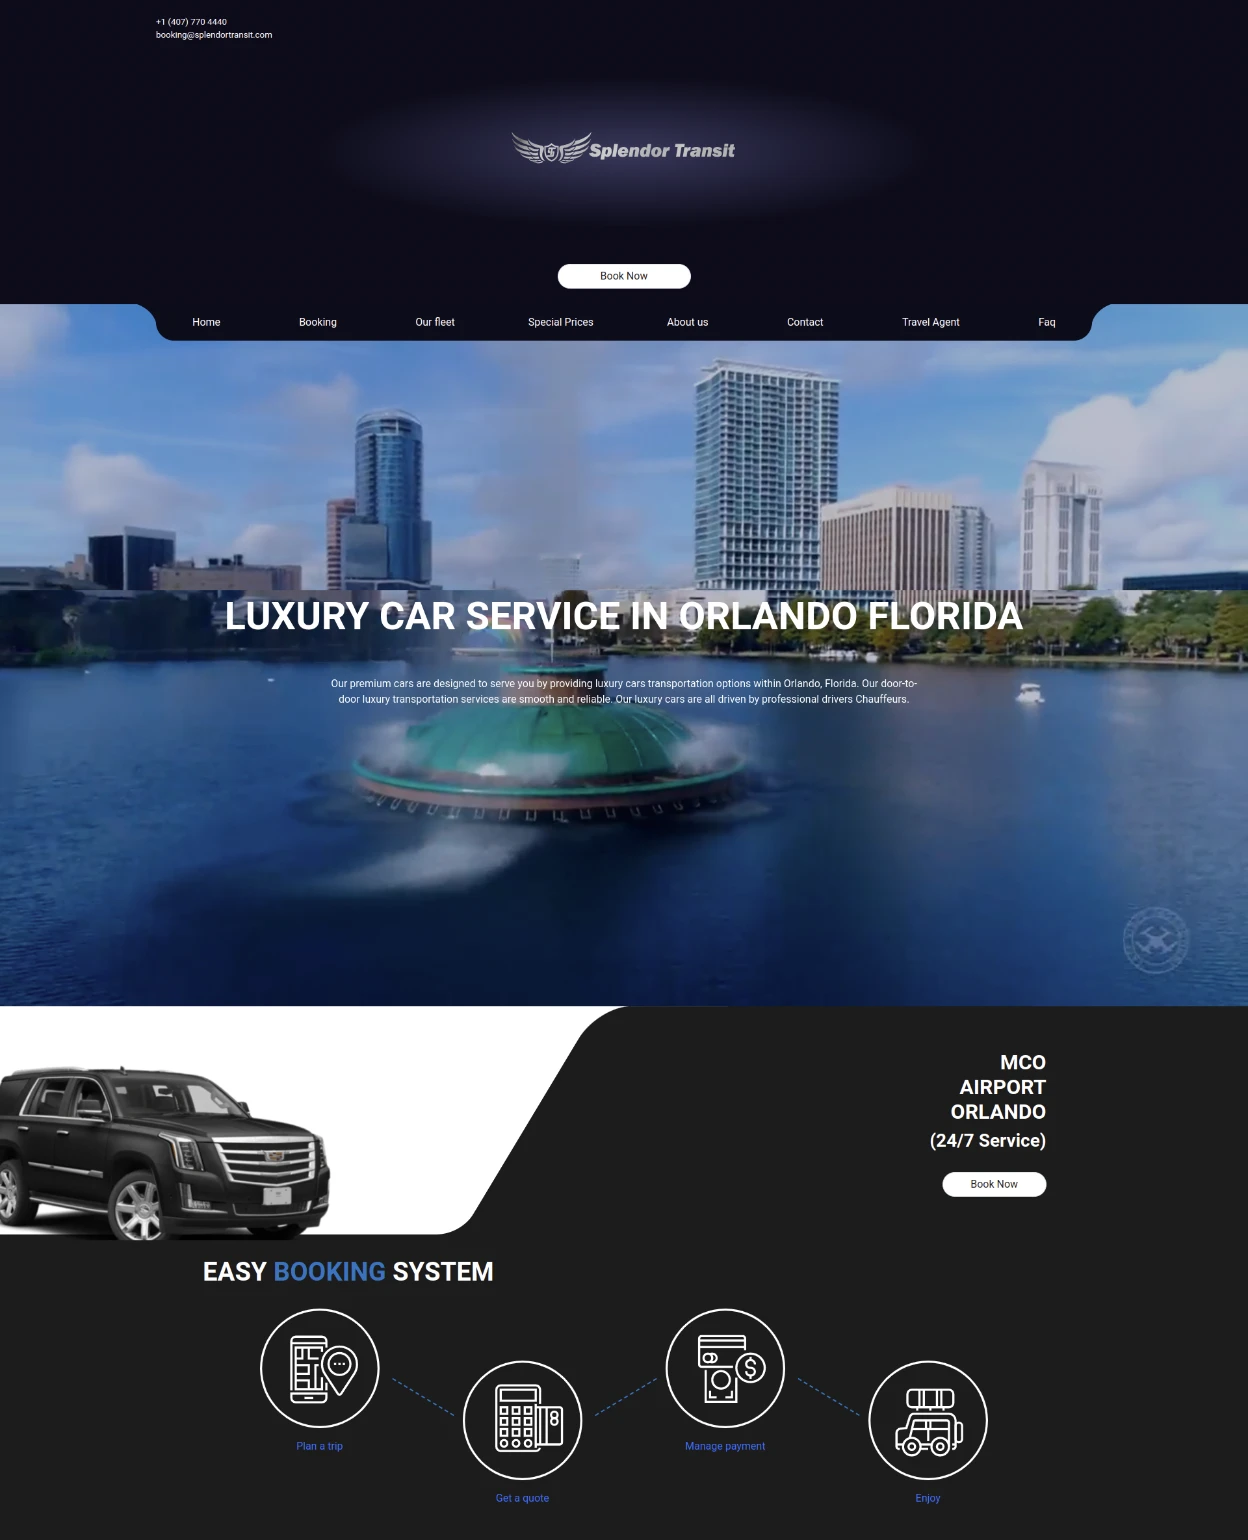 +1 (407) 770 4440
booking@splendortransit.com
Splendor Transit
Book Now
Home
Booking
Our fleet
Special Prices
About us
Contact
Travel Agent
Faq
LUXURY CAR SERVICE IN ORLANDO FLORIDA
Our premium cars are designed to serve you by providing luxury cars transportation options within Orlando, Florida. Our door-to-
door luxury transportation services are smooth and reliable. Our luxury cars are all driven by professional drivers Chauffeurs.
MCO
AIRPORT
ORLANDO
(24/7 Service)
Book Now
EASY BOOKING SYSTEM
Plan a trip
Get a quote
Manage payment
Enjoy